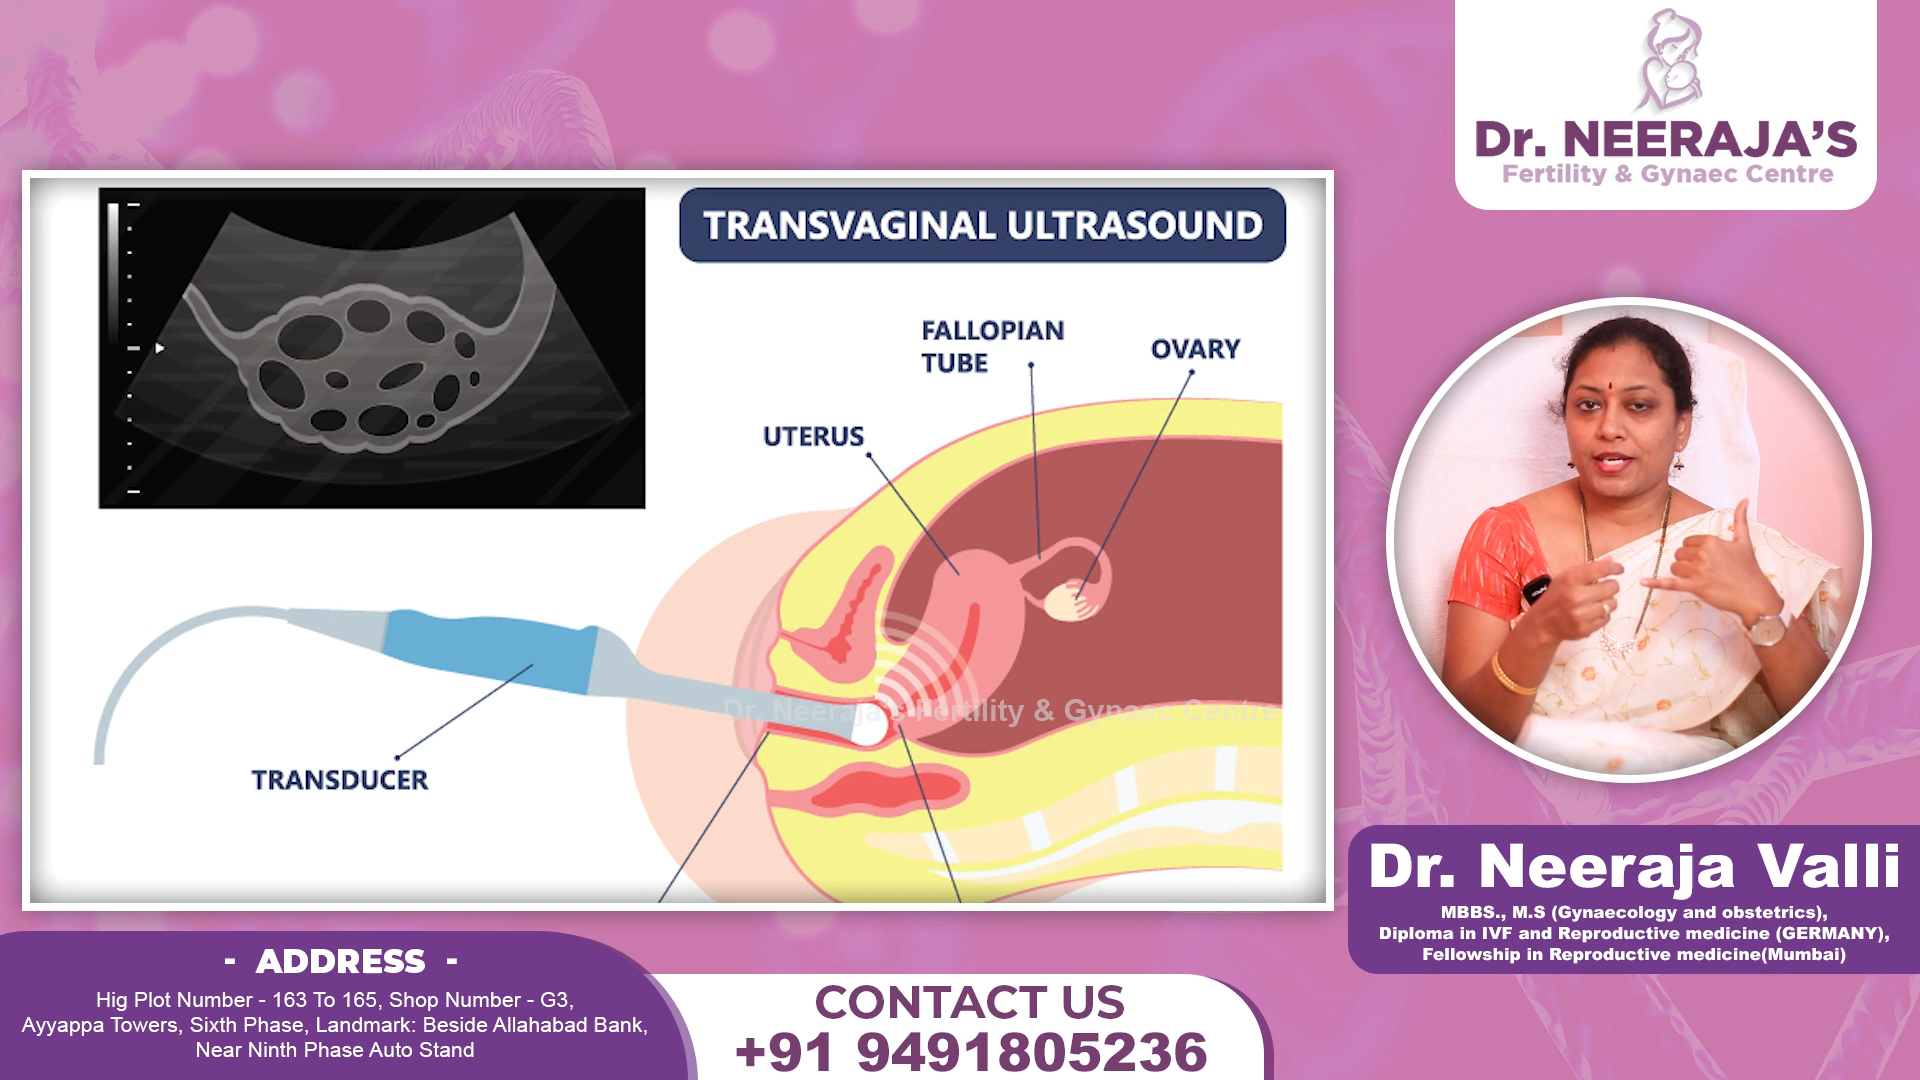 Dr. NEERAJA'S
Fertility & Gynaec Centre
TRANSVAGINAL ULTRASOUND
FALLOPIAN
TUBE
OVARY
UTERUS
TRANSDUCER
Dr. Neeraja's Fertility & Gynaec Centre
Dr. Neeraja Valli
MBBS., M.S (Gynaecology and obstetrics),
Diploma in IVF and Reproductive medicine (GERMANY),
Fellowship in Reproductive medicine(Mumbai)
- ADDRESS -
Hig Plot Number - 163 To 165, Shop Number - G3,
Ayyappa Towers, Sixth Phase, Landmark: Beside Allahabad Bank,
Near Ninth Phase Auto Stand
CONTACT US
+91 9491805236